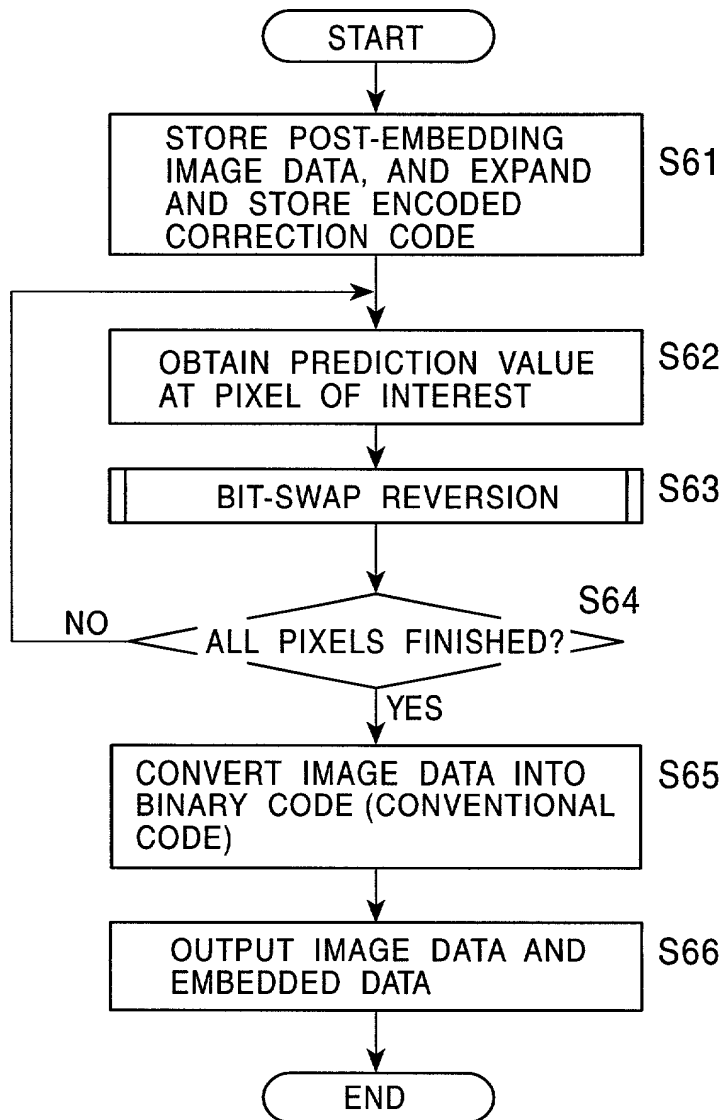 START
STORE POST-EMBEDDING
IMAGE DATA, AND EXPAND
AND STORE ENCODED
CORRECTION CODE
S61
OBTAIN PREDICTION VALUE
AT PIXEL OF INTEREST
S62
BIT-SWAP REVERSION
S63
S64
NO
ALL PIXELS FINISHED?
YES
CONVERT IMAGE DATA INTO
BINARY CODE (CONVENTIONAL
CODE)
S65
OUTPUT IMAGE DATA AND
EMBEDDED DATA
S66
END